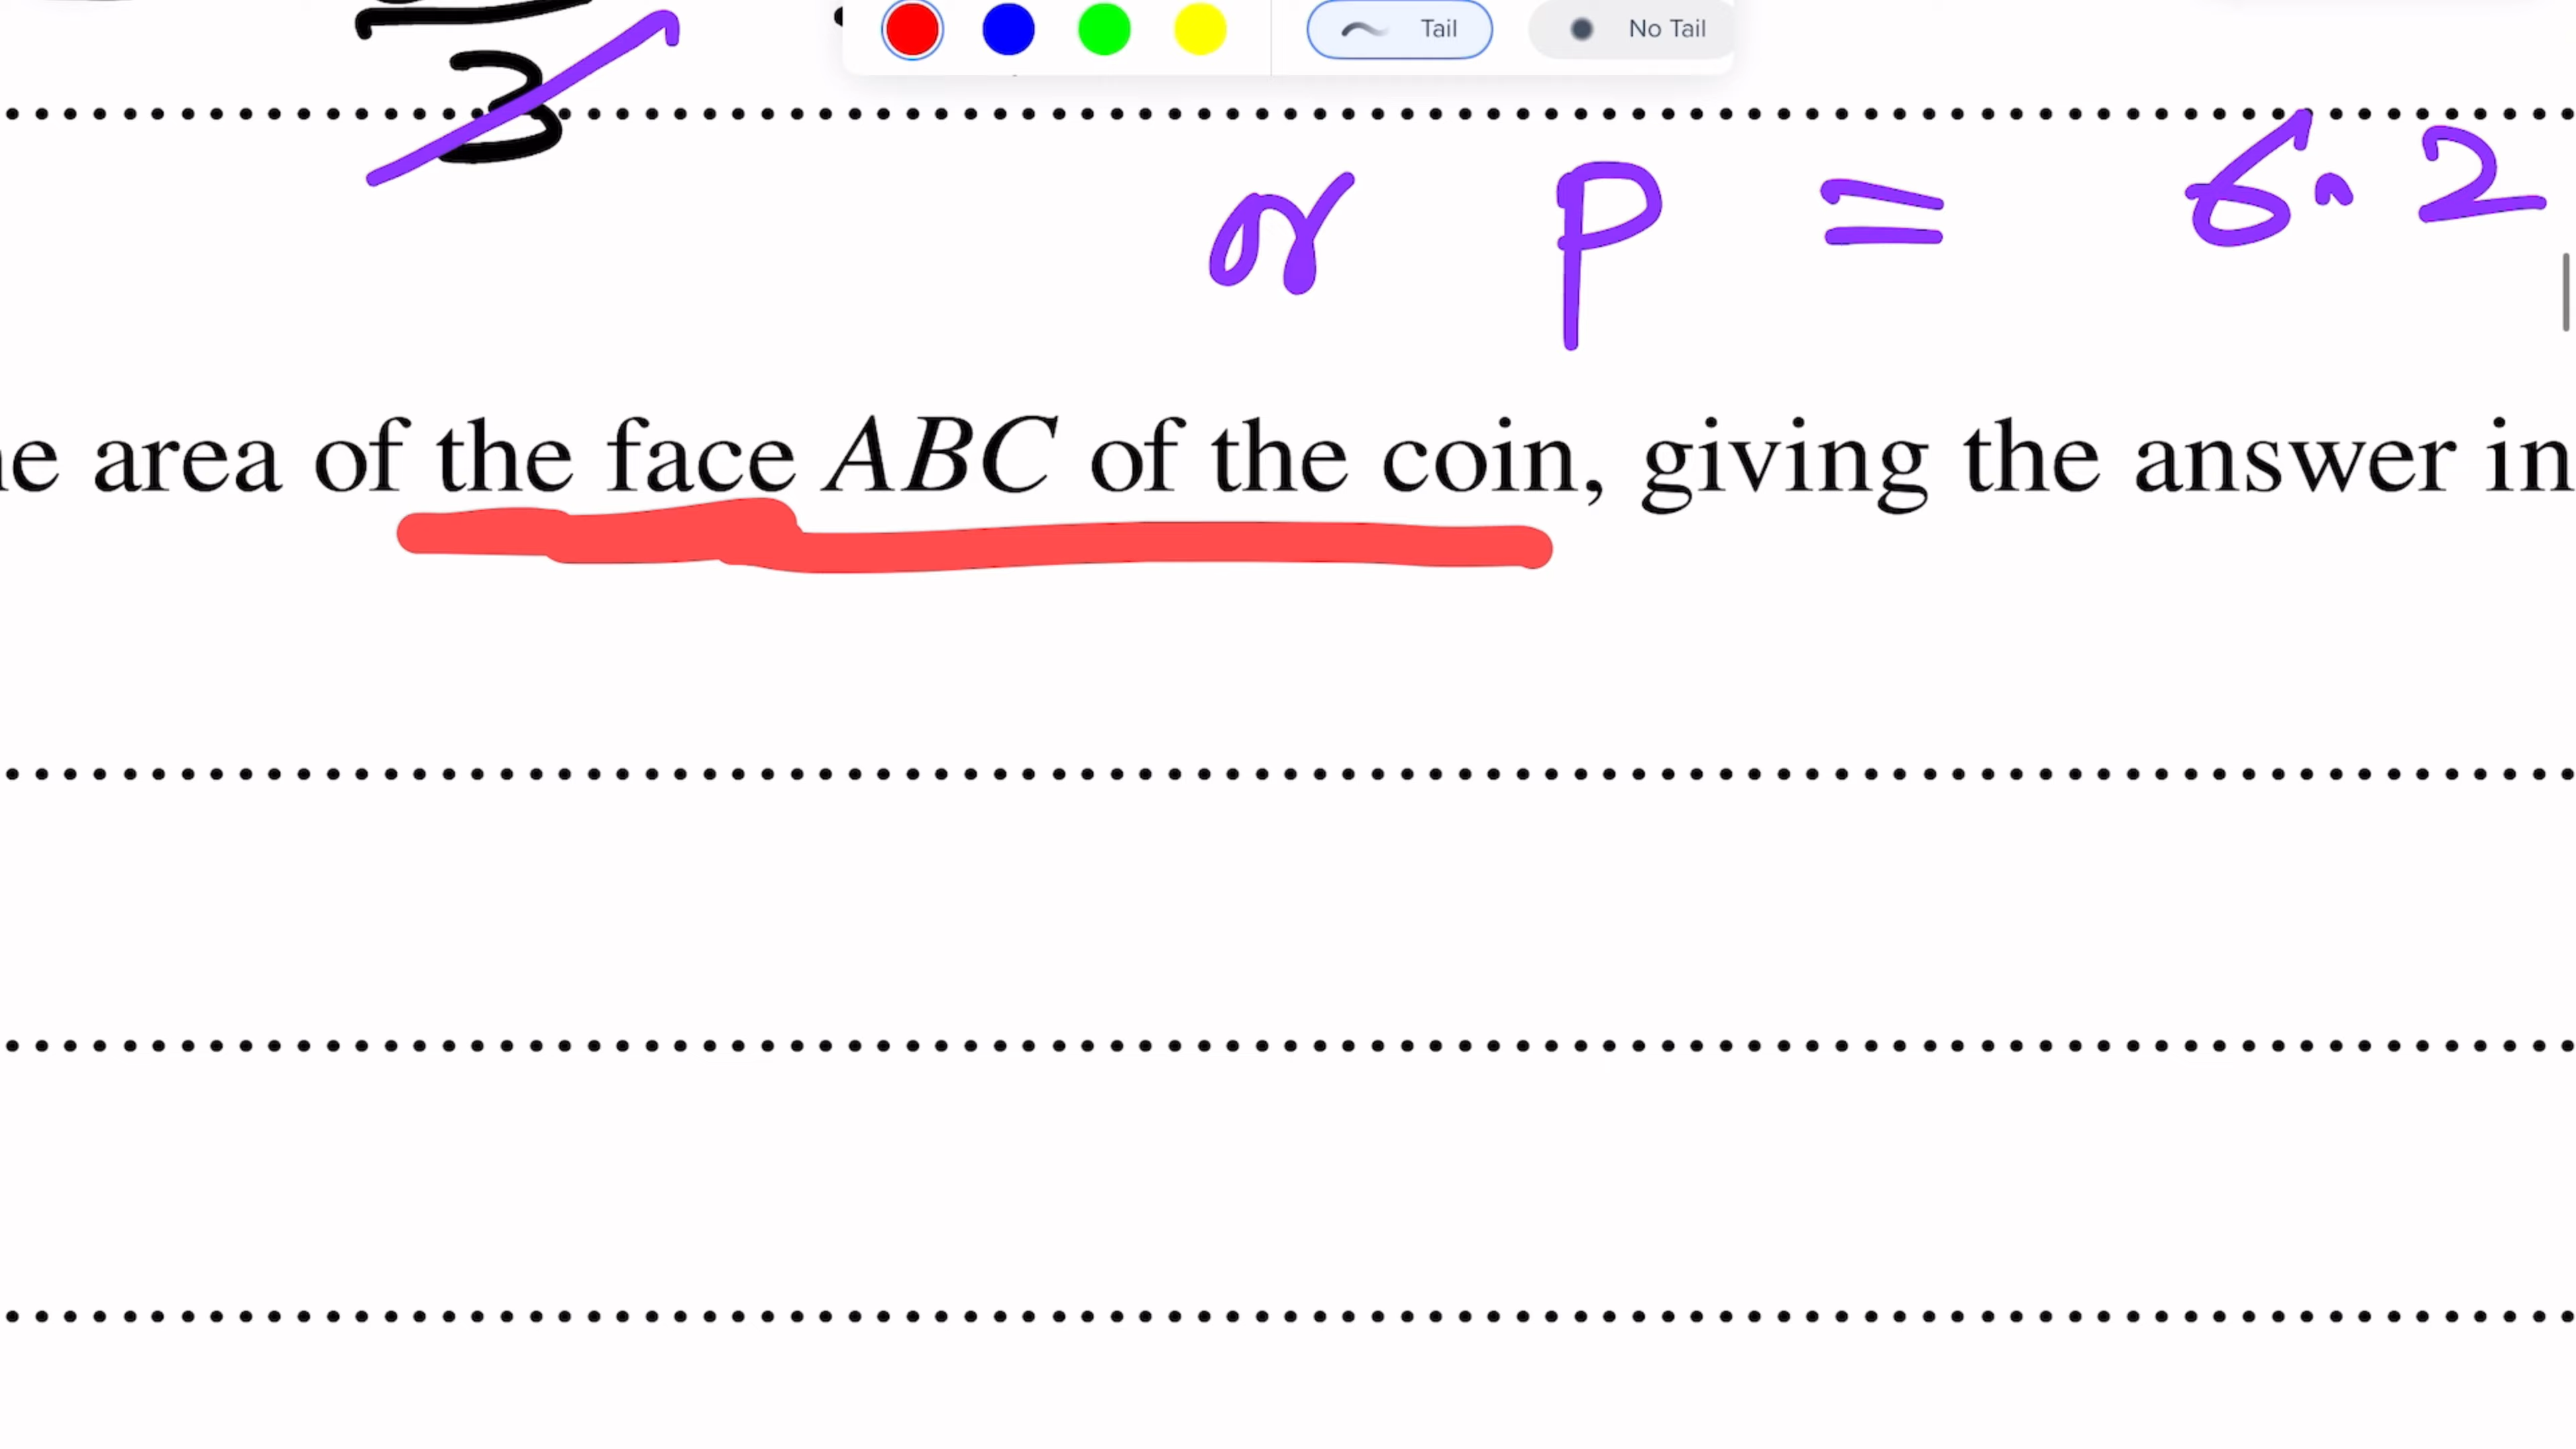 Tail No Tail
3
or P = 6.2
e area of the face ABC of the coin, giving the answer in